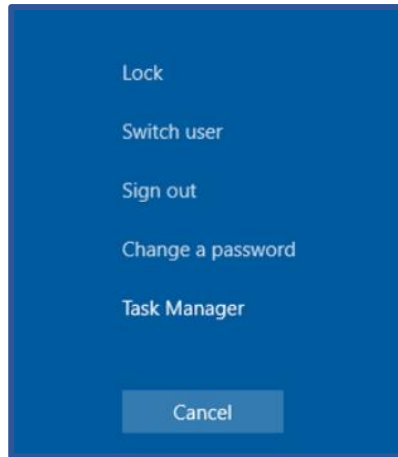 Lock
Switch user
Sign out
Change a password
Task Manager
Cancel